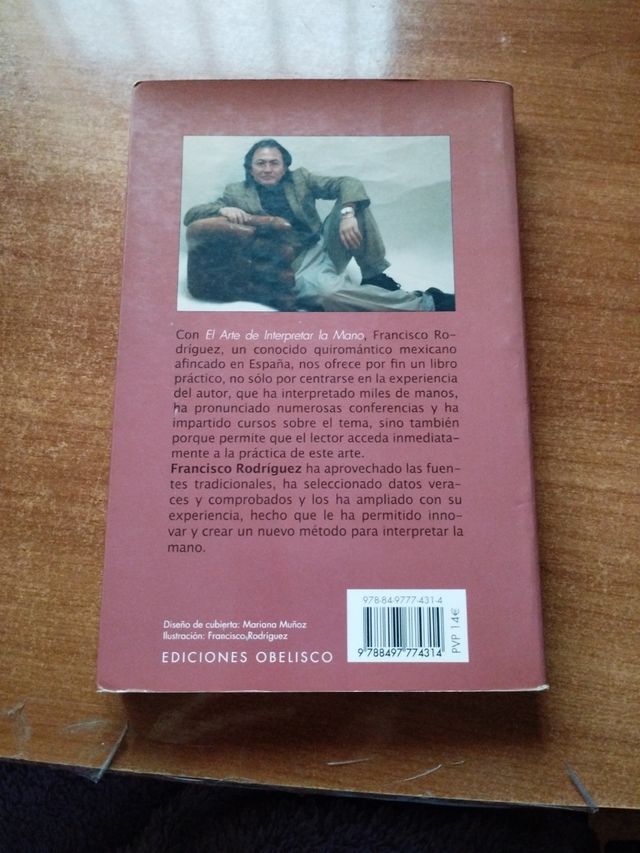 Con El Arte de Interpretar la Mano, Francisco Ro-
dríguez, un conocido quiromántico mexicano
afincado en España, nos ofrece por fin un libro
práctico, no sólo por centrarse en la experiencia
del autor, que ha interpretado miles de manos,
ha pronunciado numerosas conferencias y ha
impartido cursos sobre el tema, sino también
porque permite que el lector acceda inmediata-
mente a la práctica de este arte.
Francisco Rodríguez ha aprovechado las fuen-
tes tradicionales, ha seleccionado datos vera-
ces y comprobados y los ha ampliado con su
experiencia, hecho que le ha permitido inno-
var y crear un nuevo método para interpretar la
mano.
Diseño de cubierta: Mariana Muñoz
Ilustración: Francisco Rodríguez
EDICIONES OBELISCO
978-84-9777-431-4
9 788497 774314
PVP 14€